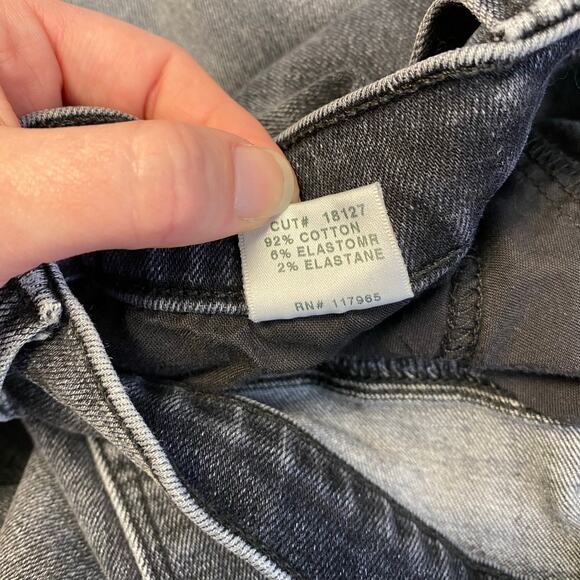 CUT# 18127
92% COTTON
6% ELASTOMR
2% ELASTANE
RN# 117965